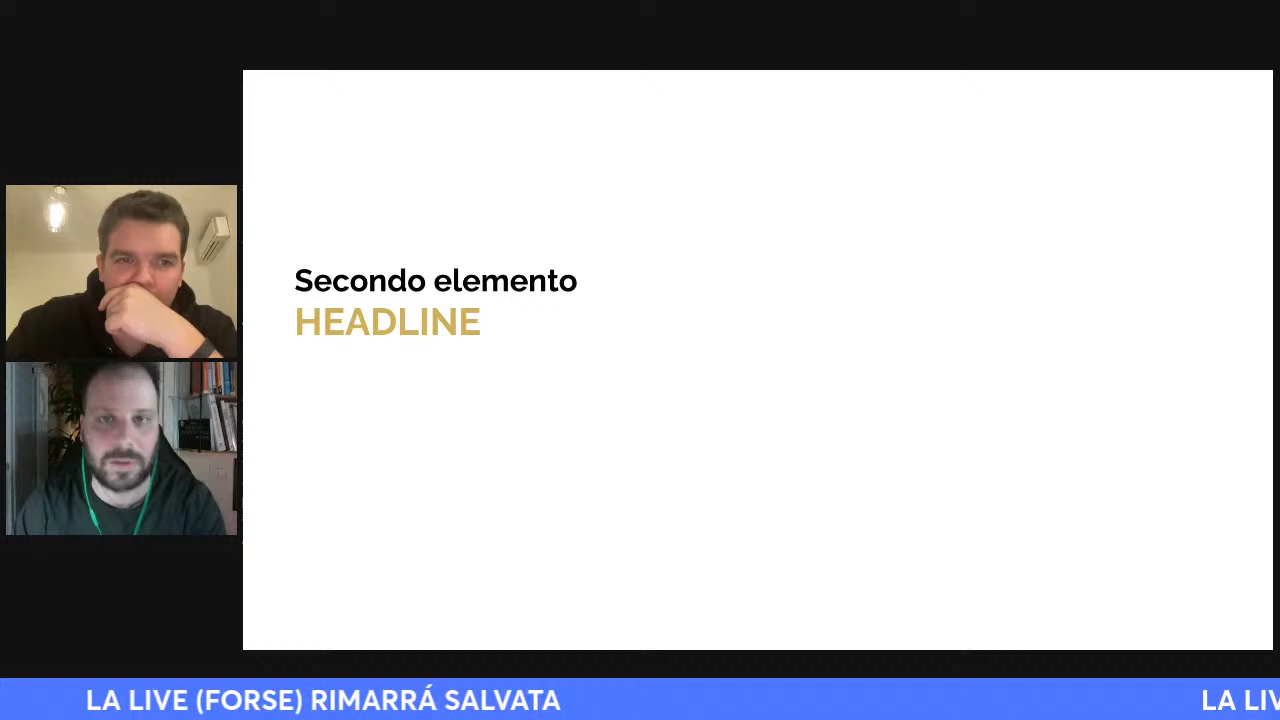 Secondo elemento
HEADLINE
LA LIVE (FORSE) RIMARRÁ SALVATA
LA LIV